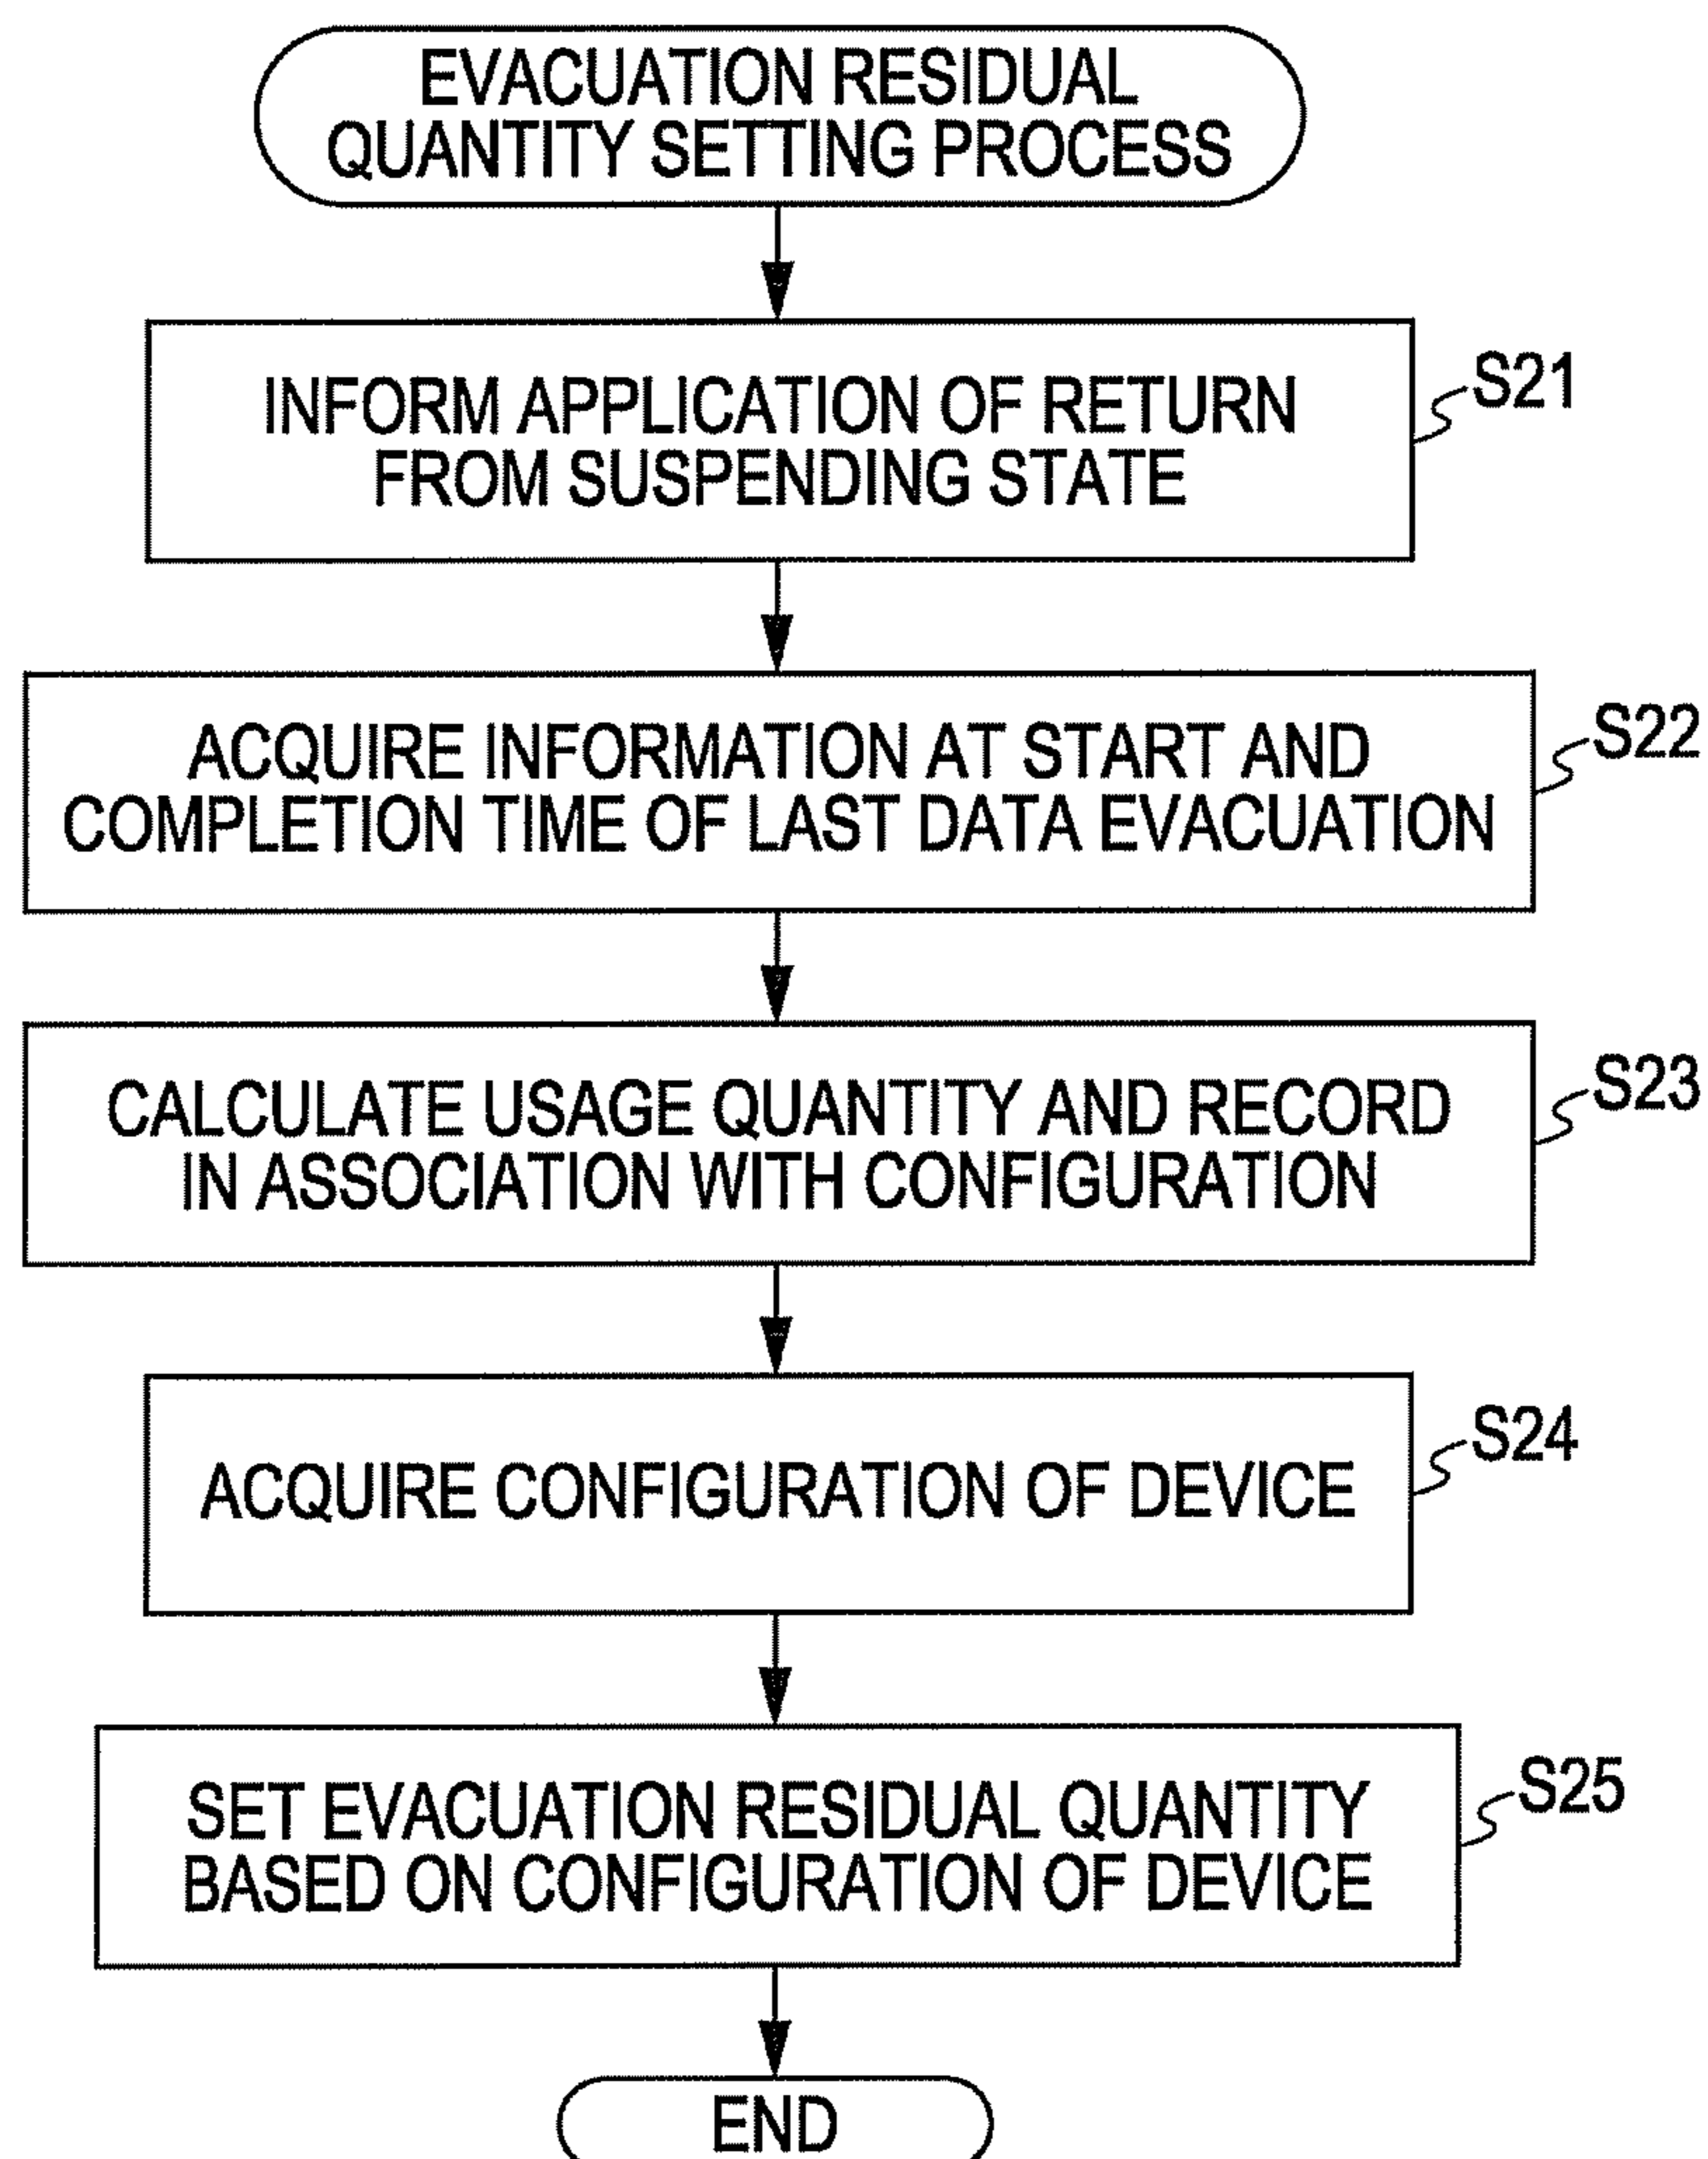 EVACUATION RESIDUAL
QUANTITY SETTING PROCESS
INFORM APPLICATION OF RETURN
FROM SUSPENDING STATE
S21
ACQUIRE INFORMATION AT START AND
COMPLETION TIME OF LAST DATA EVACUATION
S22
CALCULATE USAGE QUANTITY AND RECORD
IN ASSOCIATION WITH CONFIGURATION
S23
ACQUIRE CONFIGURATION OF DEVICE
S24
SET EVACUATION RESIDUAL QUANTITY
BASED ON CONFIGURATION OF DEVICE
S25
END